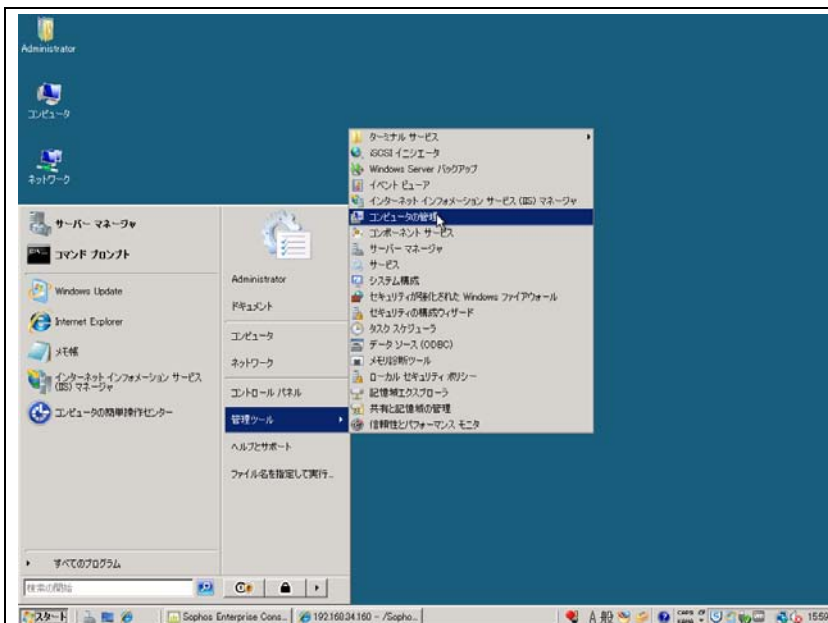 Administrator
コンピュータ
ネットワーク
サーバー マネージャ
コマンド プロンプト
Windows Update
Internet Explorer
メモ帳
インターネット インフォメーション サービス
(IIS) マネージャ
コンピュータの簡単操作センター
すべてのプログラム
検索の開始
Administrator
ドキュメント
コンピュータ
ネットワーク
コントロール パネル
管理ツール
ヘルプとサポート
ファイル名を指定して実行...
ターミナル サービス
iSCSI イニシエータ
Windows Server バックアップ
イベント ビューア
インターネット インフォメーション サービス (IIS) マネージャ
コンピュータの管理
コンポーネント サービス
サーバー マネージャ
サービス
システム構成
セキュリティが強化された Windows ファイアウォール
セキュリティの構成ウィザード
タスク スケジューラ
データ ソース (ODBC)
メモリ診断ツール
ローカル セキュリティ ポリシー
記憶域エクスプローラ
共有と記憶域の管理
信頼性とパフォーマンス モニタ
スタート
Sophos Enterprise Cons...
192.168.34.160 - /Sopho...
A 般
CAPS
KANA
15:59